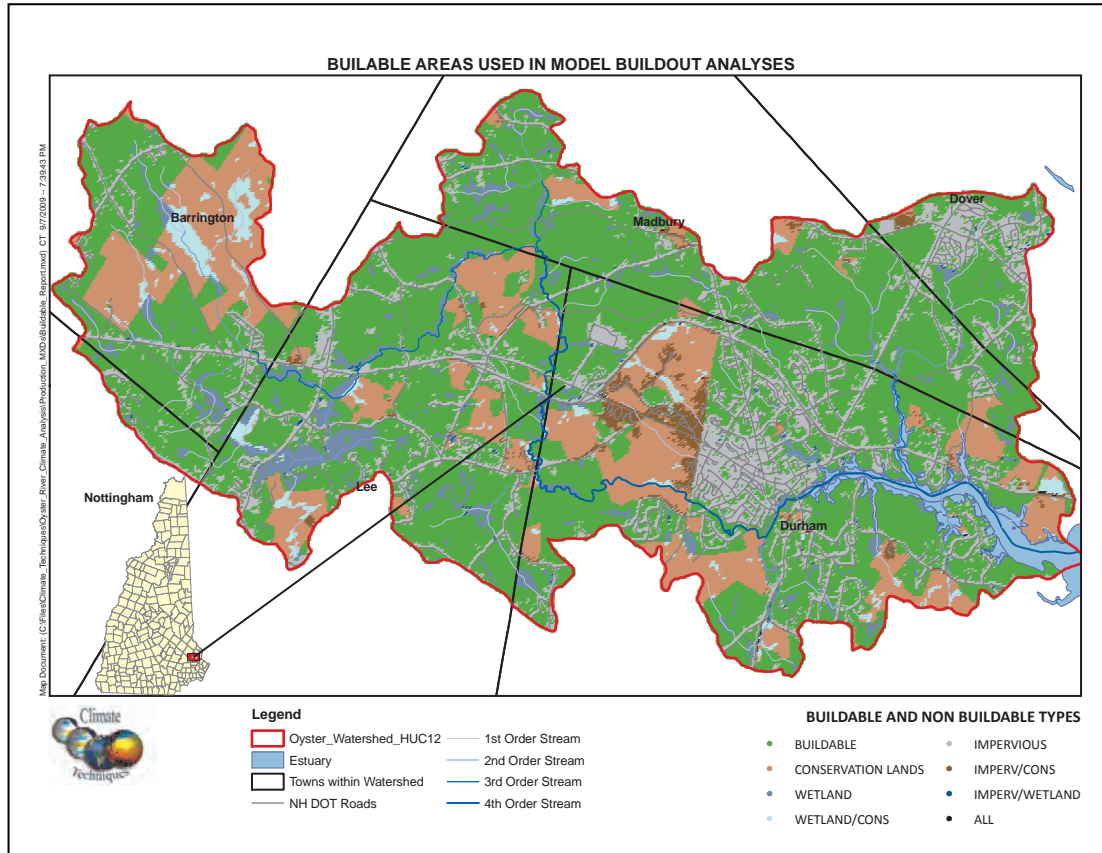 BUILABLE AREAS USED IN MODEL BUILDOUT ANALYSES
Map Document: (C:\Files\Climate_Techniques\Oyster_River_Climate_Analysis\Production_MXDs\Buildable_Report.mxd) CT 9/7/2009 -- 7:39:43 PM
Barrington
Madbury
Dover
Nottingham
Lee
Durham
Climate
Techniques
Legend
Oyster_Watershed_HUC12
Estuary
Towns within Watershed
NH DOT Roads
1st Order Stream
2nd Order Stream
3rd Order Stream
4th Order Stream
BUILDABLE AND NON BUILDABLE TYPES
BUILDABLE
CONSERVATION LANDS
WETLAND
WETLAND/CONS
IMPERVIOUS
IMPERV/CONS
IMPERV/WETLAND
ALL